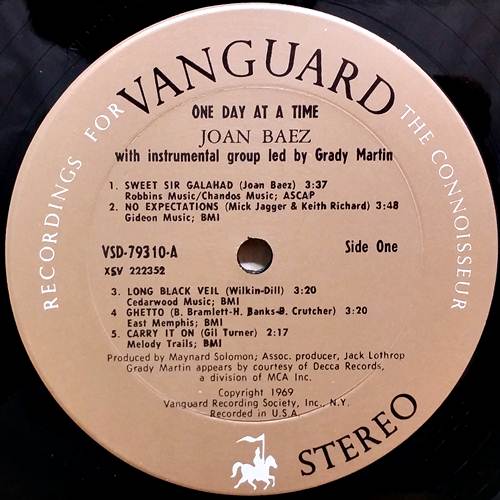 RECORDINGS FOR VANGUARD THE CONNOISSEUR
ONE DAY AT A TIME
JOAN BAEZ
with instrumental group led by Grady Martin
1. SWEET SIR GALAHAD (Joan Baez) 3:37
Robbins Music/Chandos Music; ASCAP
2. NO EXPECTATIONS (Mick Jagger & Keith Richard) 3:48
Gideon Music; BMI
VSD-79310-A Side One
XSV 222352
3. LONG BLACK VEIL (Wilkin-Dill) 3:20
Cedarwood Music; BMI
4 GHETTO (B. Bramlett-H. Banks-B. Crutcher) 3:20
East Memphis; BMI
5. CARRY IT ON (Gil Turner) 2:17
Melody Trails; BMI
Produced by Maynard Solomon; Assoc. producer, Jack Lothrop
Grady Martin appears by courtesy of Decca Records,
a division of MCA Inc.
Copyright 1969
Vanguard Recording Society, Inc., N.Y.
Recorded in U.S.A.
STEREO